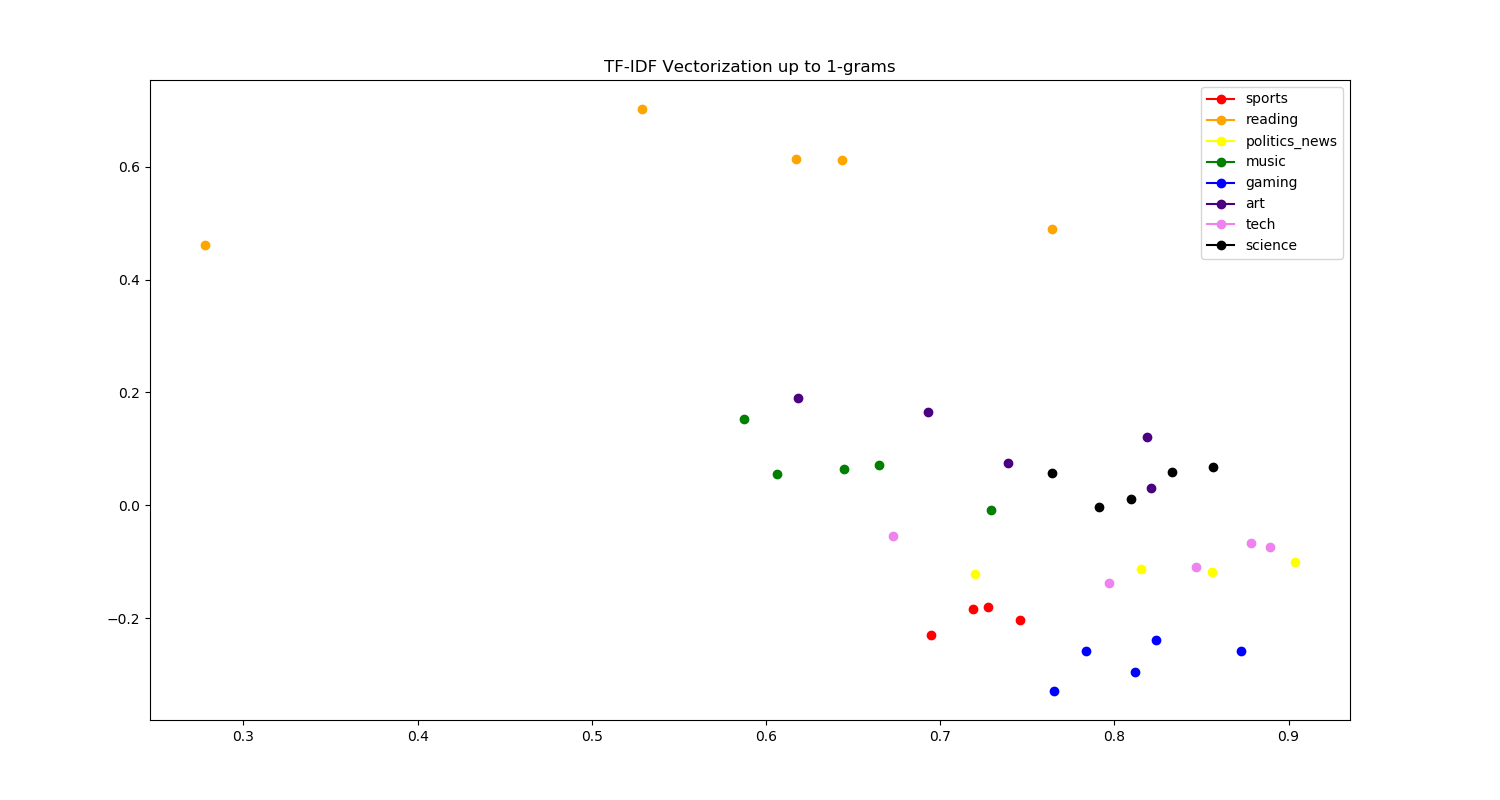 TF-IDF Vectorization up to 1-grams
sports
reading
politics_news
music
gaming
art
tech
science
0.6
0.4
0.2
0.0
−0.2
0.3
0.4
0.5
0.6
0.7
0.8
0.9